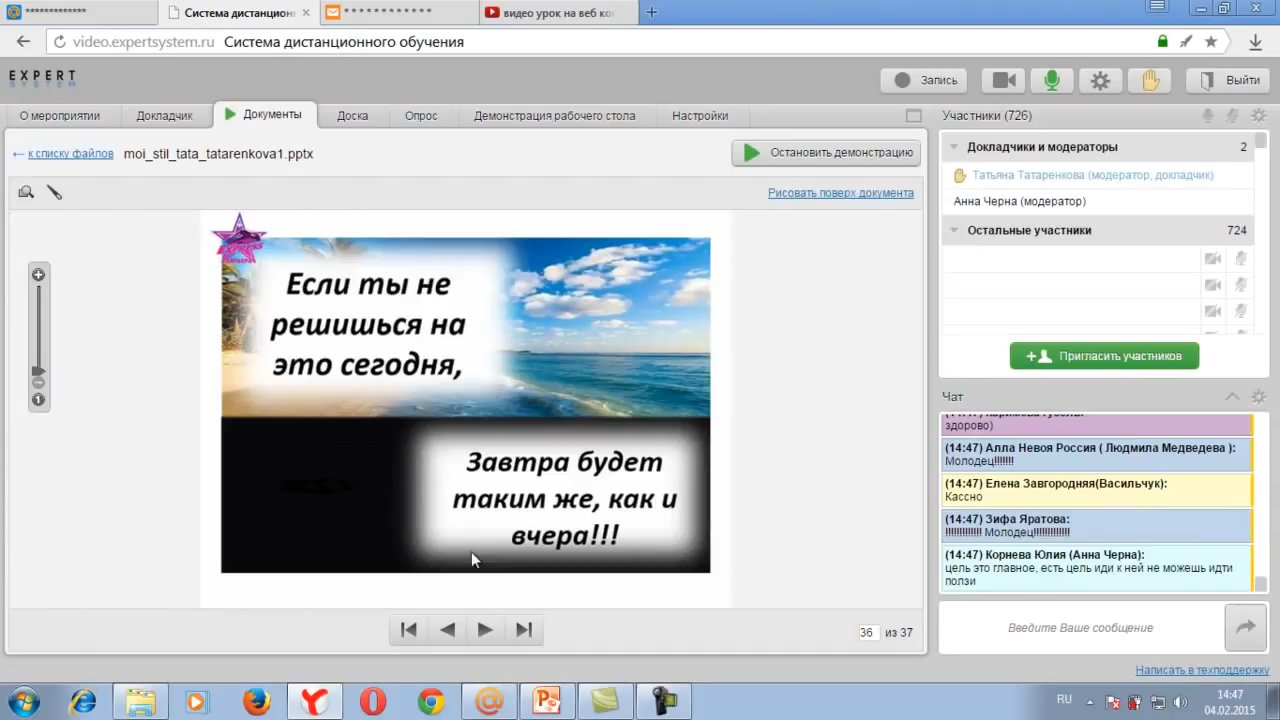 *************
Система дистанцион
* * * * * * * * * * * *
видео урок на веб ко
video.expertsystem.ru Система дистанционного обучения
EXPERT
SYSTEM
Запись
Выйти
О мероприятии
Докладчик
Документы
Доска
Опрос
Демонстрация рабочего стола
Настройки
Участники (726)
← к списку файлов moi_stil_tata_tatarenkova1.pptx
Остановить демонстрацию
Рисовать поверх документа
EXPRESS
Если ты не
решишься на
это сегодня,
Завтра будет
таким же, как и
вчера!!!
1
36 из 37
Докладчики и модераторы 2
Татьяна Татаренкова (модератор, докладчик)
Анна Черна (модератор)
Остальные участники 724
Пригласить участников
Чат
здорово)
(14:47) Алла Невоя Россия ( Людмила Медведева ):
Молодец!!!!!!!
(14:47) Елена Завгородняя(Васильчук):
Кассно
(14:47) Зифа Яратова:
!!!!!!!!!!!! Молодец!!!!!!!!!!!!
(14:47) Корнева Юлия (Анна Черна):
цель это главное, есть цель иди к ней не можешь идти
ползи
Введите Ваше сообщение
Написать в техподдержку
RU
14:47
04.02.2015